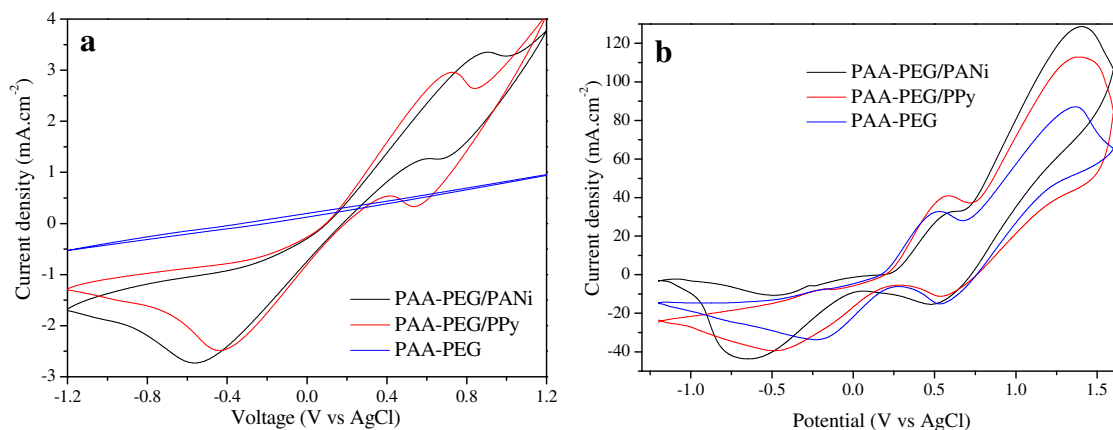 a
Current density (mA.cm-2)
4
3
2
1
0
-1
-2
-3
PAA-PEG/PANi
PAA-PEG/PPy
PAA-PEG
-1.2 -0.8 -0.4 0.0 0.4 0.8 1.2
Voltage (V vs AgCl)
b
Current density (mA.cm-2)
120
100
80
60
40
20
0
-20
-40
PAA-PEG/PANi
PAA-PEG/PPy
PAA-PEG
-1.0 -0.5 0.0 0.5 1.0 1.5
Potential (V vs AgCl)